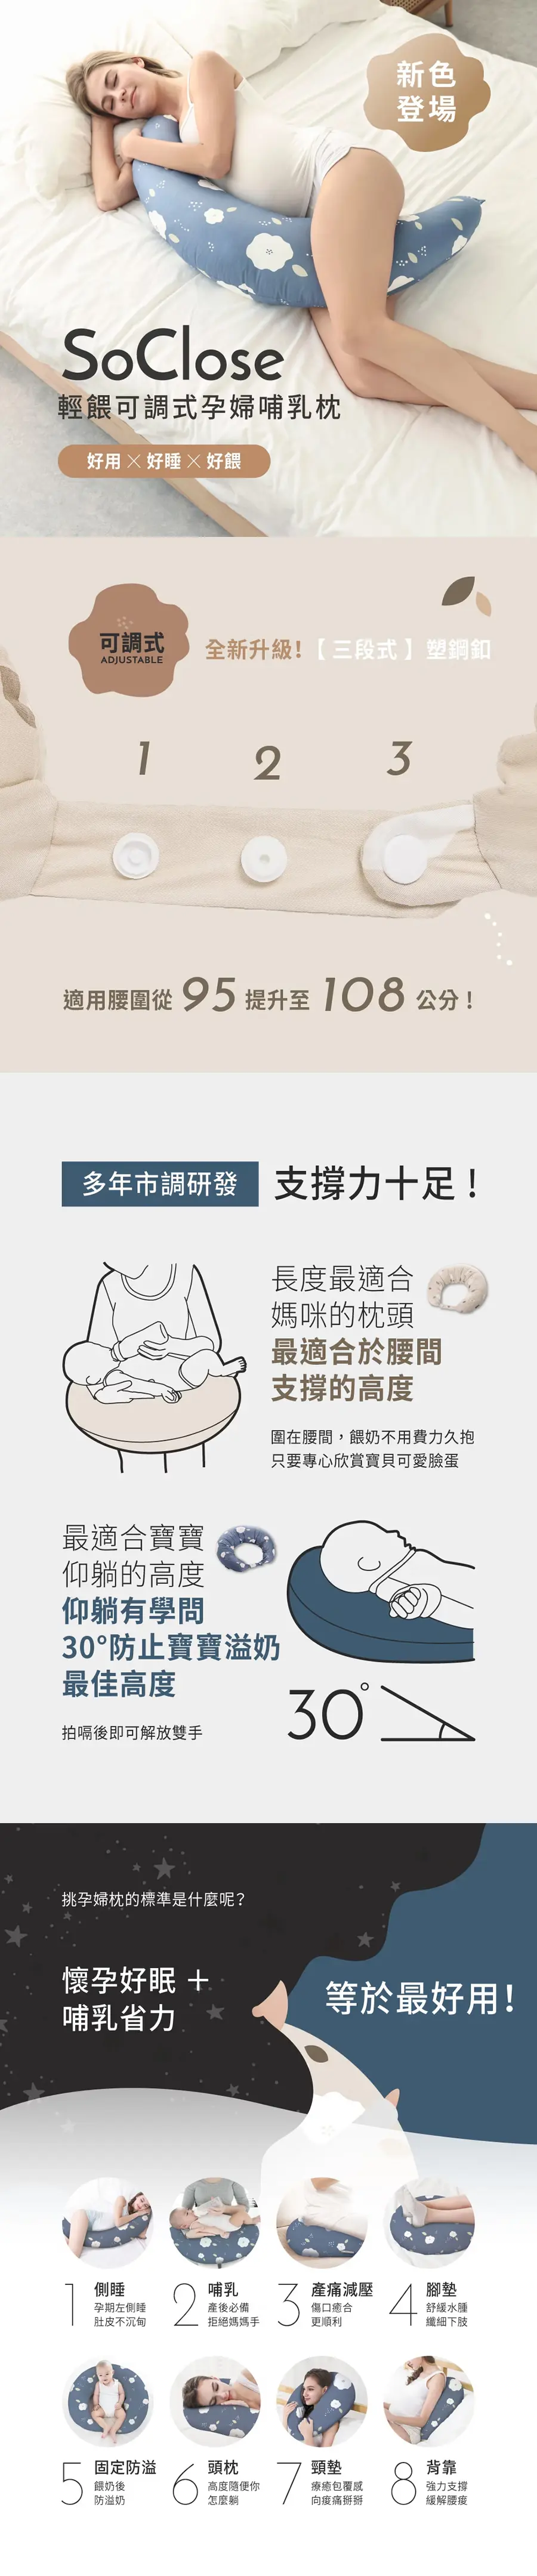 新色
登場
SoClose
輕餵可調式孕婦哺乳枕
好用×好睡×好餵
可調式
ADJUSTABLE
全新升級!【三段式】塑鋼釦
1 2 3
適用腰圍從 95 提升至 108 公分!
多年市調研發 支撐力十足!
長度最適合
媽咪的枕頭
最適合於腰間
支撐的高度
圍在腰間,餵奶不用費力久抱
只要專心欣賞寶貝可愛臉蛋
最適合寶寶
仰躺的高度
仰躺有學問
30°防止寶寶溢奶
最佳高度
拍嗝後即可解放雙手
30°
挑孕婦枕的標準是什麼呢?
懷孕好眠+
哺乳省力
等於最好用!
1 側睡
孕期左側睡
肚皮不沉甸
2 哺乳
產後必備
拒絕媽媽手
3 產痛減壓
傷口癒合
更順利
4 腳墊
舒緩水腫
纖細下肢
5 固定防溢
餵奶後
防溢奶
6 頭枕
高度隨便你
怎麼躺
7 頸墊
療癒包覆感
向痠痛掰掰
8 背靠
強力支撐
緩解腰痠